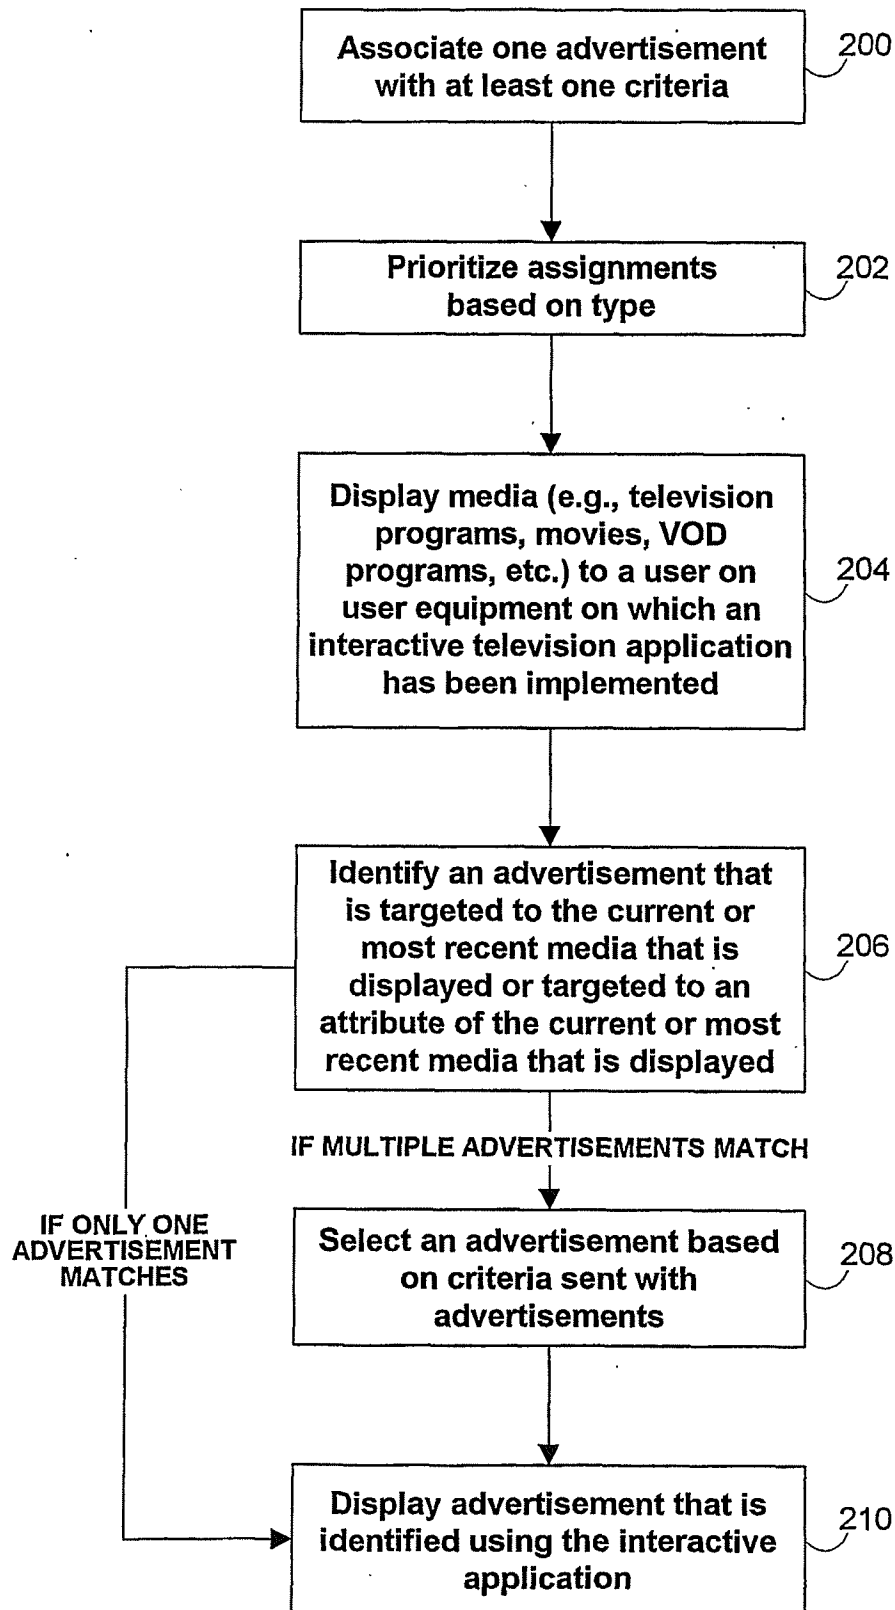 Associate one advertisement
with at least one criteria
200
Prioritize assignments
based on type
202
Display media (e.g., television
programs, movies, VOD
programs, etc.) to a user on
user equipment on which an
interactive television application
has been implemented
204
Identify an advertisement that
is targeted to the current or
most recent media that is
displayed or targeted to an
attribute of the current or most
recent media that is displayed
206
IF MULTIPLE ADVERTISEMENTS MATCH
IF ONLY ONE
ADVERTISEMENT
MATCHES
Select an advertisement based
on criteria sent with
advertisements
208
Display advertisement that is
identified using the interactive
application
210